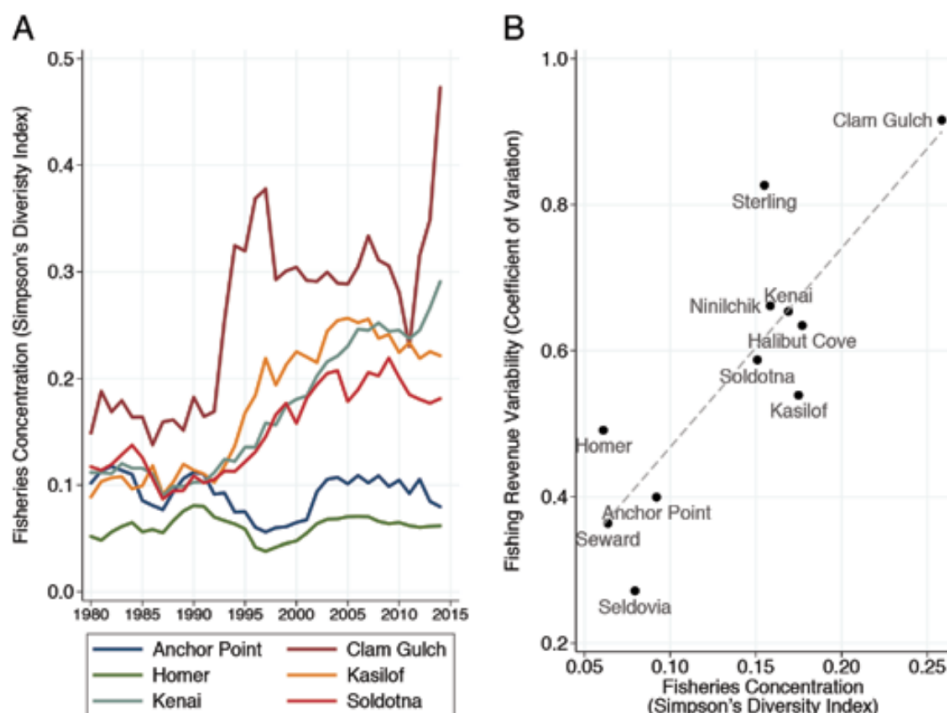 A
Fisheries Concentration (Simpson's Diveristy Index)
0.5
0.4
0.3
0.2
0.1
0.0
1980 1985 1990 1995 2000 2005 2010 2015
Anchor Point
Clam Gulch
Homer
Kasilof
Kenai
Soldotna
B
Fishing Revenue Variability (Coefficient of Variation)
1.0
0.8
0.6
0.4
0.2
Clam Gulch
Sterling
Kenai
Ninilchik
Halibut Cove
Soldotna
Kasilof
Homer
Anchor Point
Seward
Seldovia
0.05 0.10 0.15 0.20 0.25
Fisheries Concentration
(Simpson's Diversity Index)